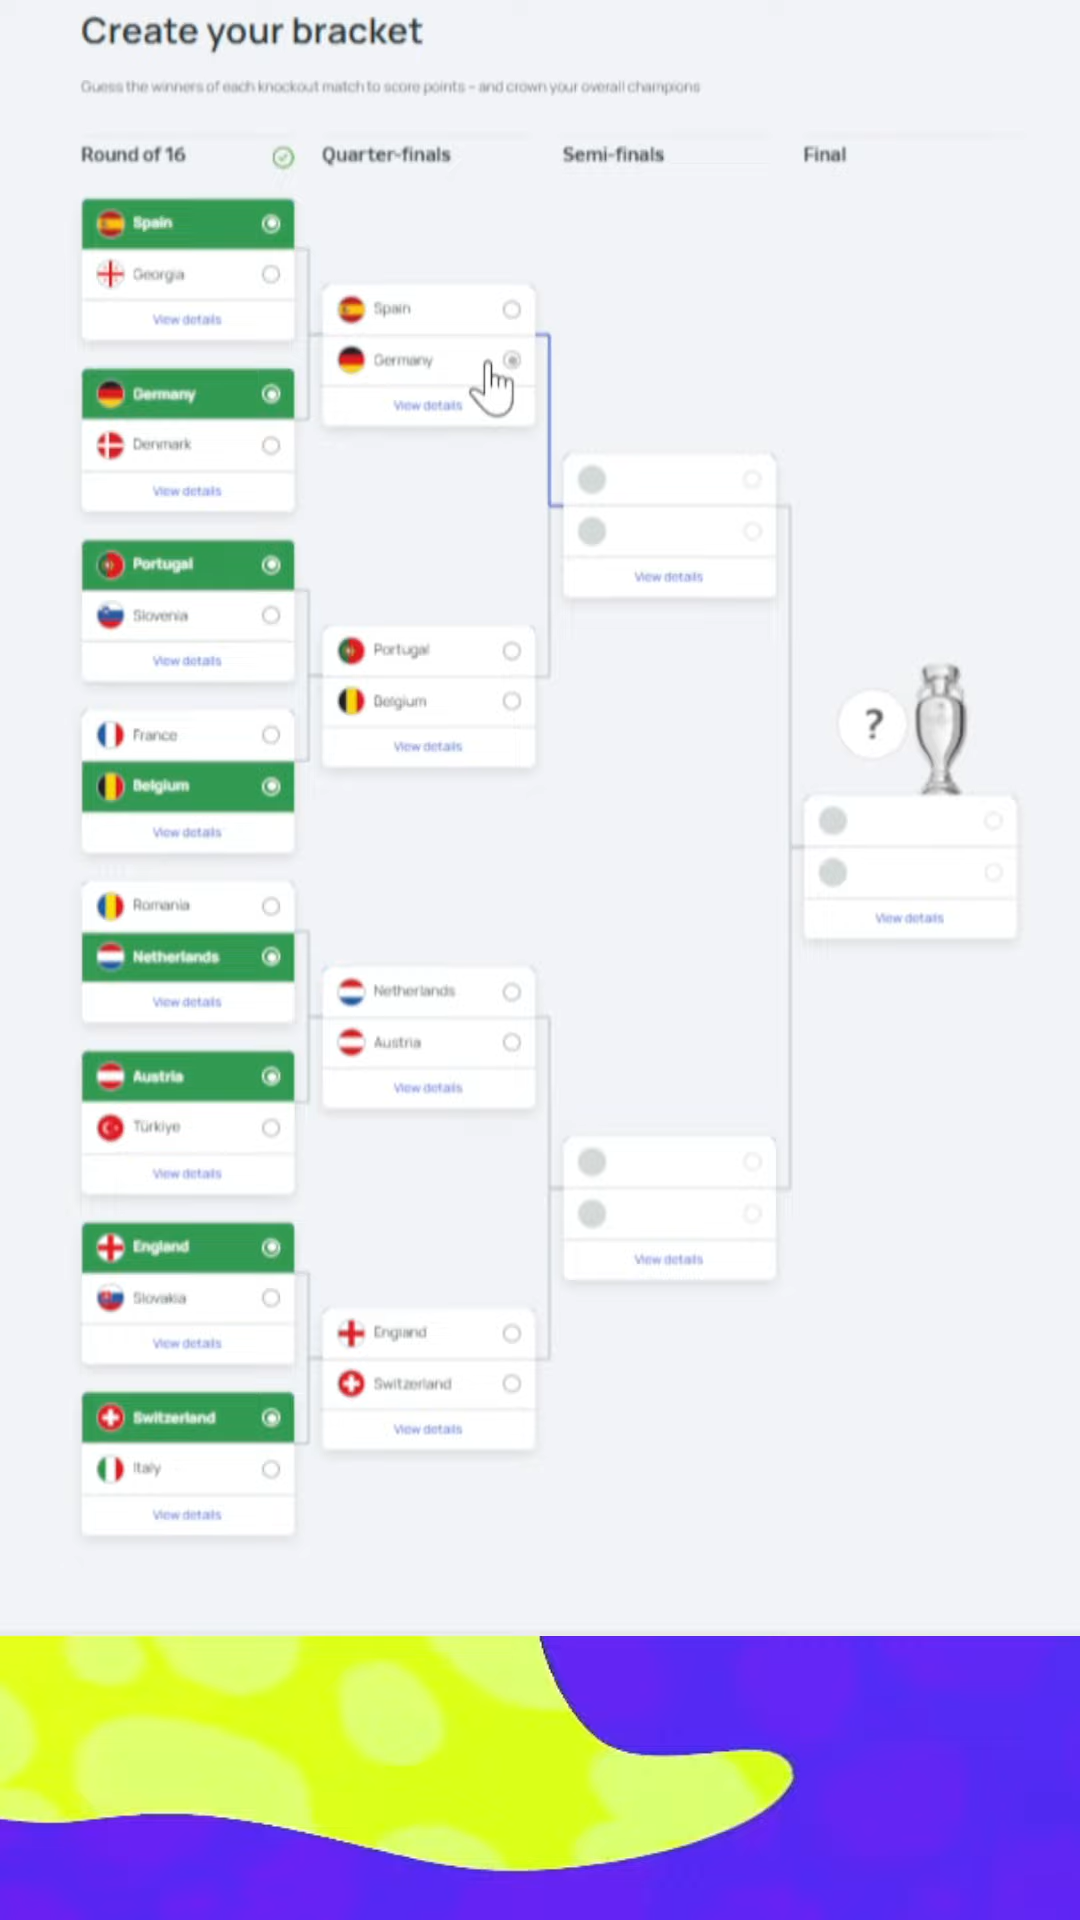 Create your bracket
Guess the winners of each knockout match to score points – and crown your overall champions
Round of 16
Quarter-finals
Semi-finals
Final
Spain
Georgia
View details
Germany
Denmark
View details
Portugal
Slovenia
View details
France
Belgium
View details
Romania
Netherlands
View details
Austria
Türkiye
View details
England
Slovakia
View details
Switzerland
Italy
View details
Spain
Germany
View details
Portugal
Belgium
View details
Netherlands
Austria
View details
England
Switzerland
View details
View details
View details
?
View details